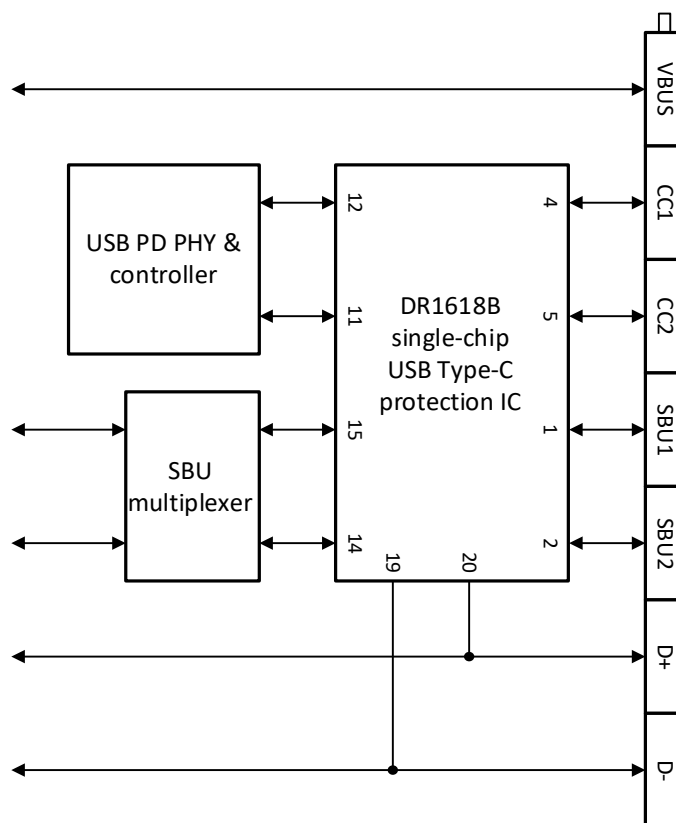 VBUS
CC1
CC2
SBU1
SBU2
D+
D-
USB PD PHY &
controller
12
11
4
5
DR1618B
single-chip
USB Type-C
protection IC
15
14
1
2
19
20
SBU
multiplexer